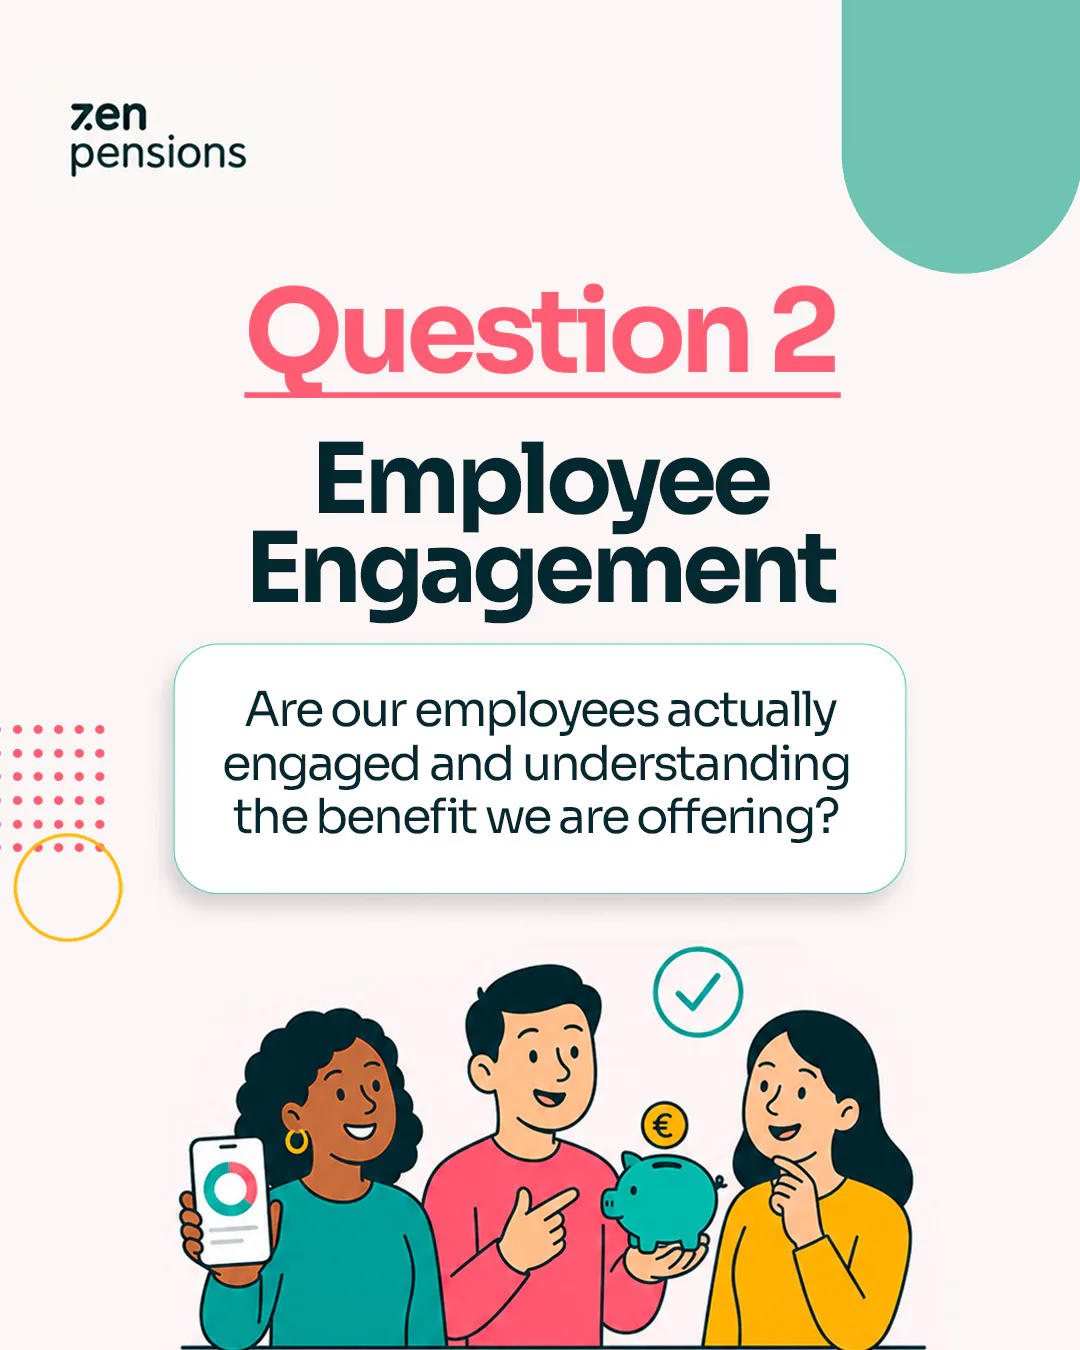 zen
pensions
Question 2
Employee
Engagement
Are our employees actually
engaged and understanding
the benefit we are offering?
€